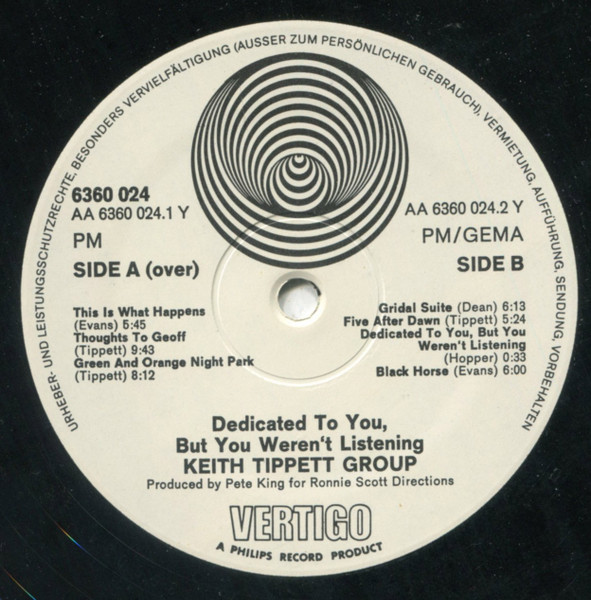 URHEBER- UND LEISTUNGSSCHUTZRECHTE, BESONDERS VERVIELFÄLTIGUNG (AUSSER ZUM PERSÖNLICHEN GEBRAUCH), VERMIETUNG, AUFFÜHRUNG, SENDUNG, VORBEHALTEN
6360 024
AA 6360 024.1 Y
PM
SIDE A (over)
This Is What Happens
(Evans) 5:45
Thoughts To Geoff
(Tippett) 9:43
Green And Orange Night Park
(Tippett) 8:12
AA 6360 024.2 Y
PM/GEMA
SIDE B
Gridal Suite (Dean) 6:13
Five After Dawn (Tippett) 5:24
Dedicated To You, But You
Weren't Listening
(Hopper) 0:33
Black Horse (Evans) 6:00
Dedicated To You,
But You Weren't Listening
KEITH TIPPETT GROUP
Produced by Pete King for Ronnie Scott Directions
VERTIGO
A PHILIPS RECORD PRODUCT